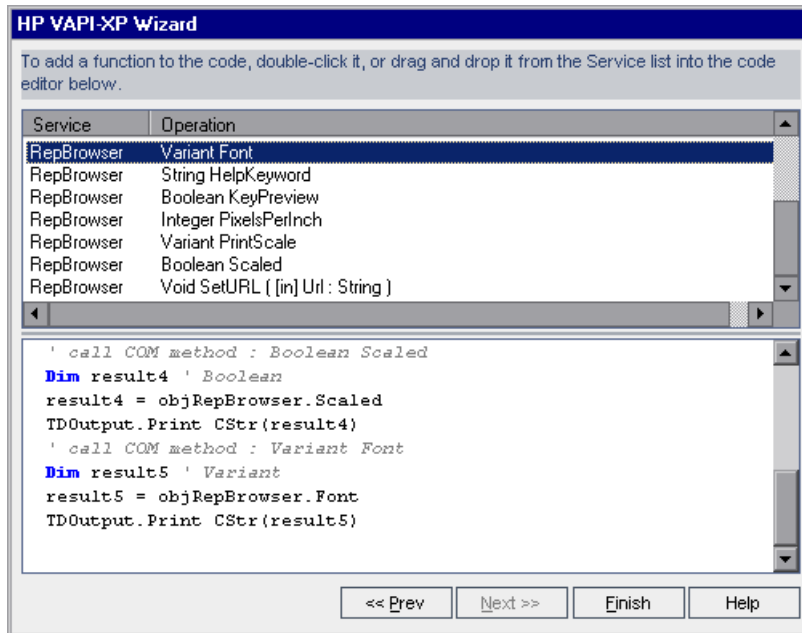 HP VAPI-XP Wizard
To add a function to the code, double-click it, or drag and drop it from the Service list into the code
editor below.
Service Operation
RepBrowser Variant Font
RepBrowser String HelpKeyword
RepBrowser Boolean KeyPreview
RepBrowser Integer PixelsPerInch
RepBrowser Variant PrintScale
RepBrowser Boolean Scaled
RepBrowser Void SetURL ( [in] Url : String )
' call COM method : Boolean Scaled
Dim result4 ' Boolean
result4 = objRepBrowser.Scaled
TDOutput.Print CStr(result4)
' call COM method : Variant Font
Dim result5 ' Variant
result5 = objRepBrowser.Font
TDOutput.Print CStr(result5)
<< Prev Next >> Finish Help